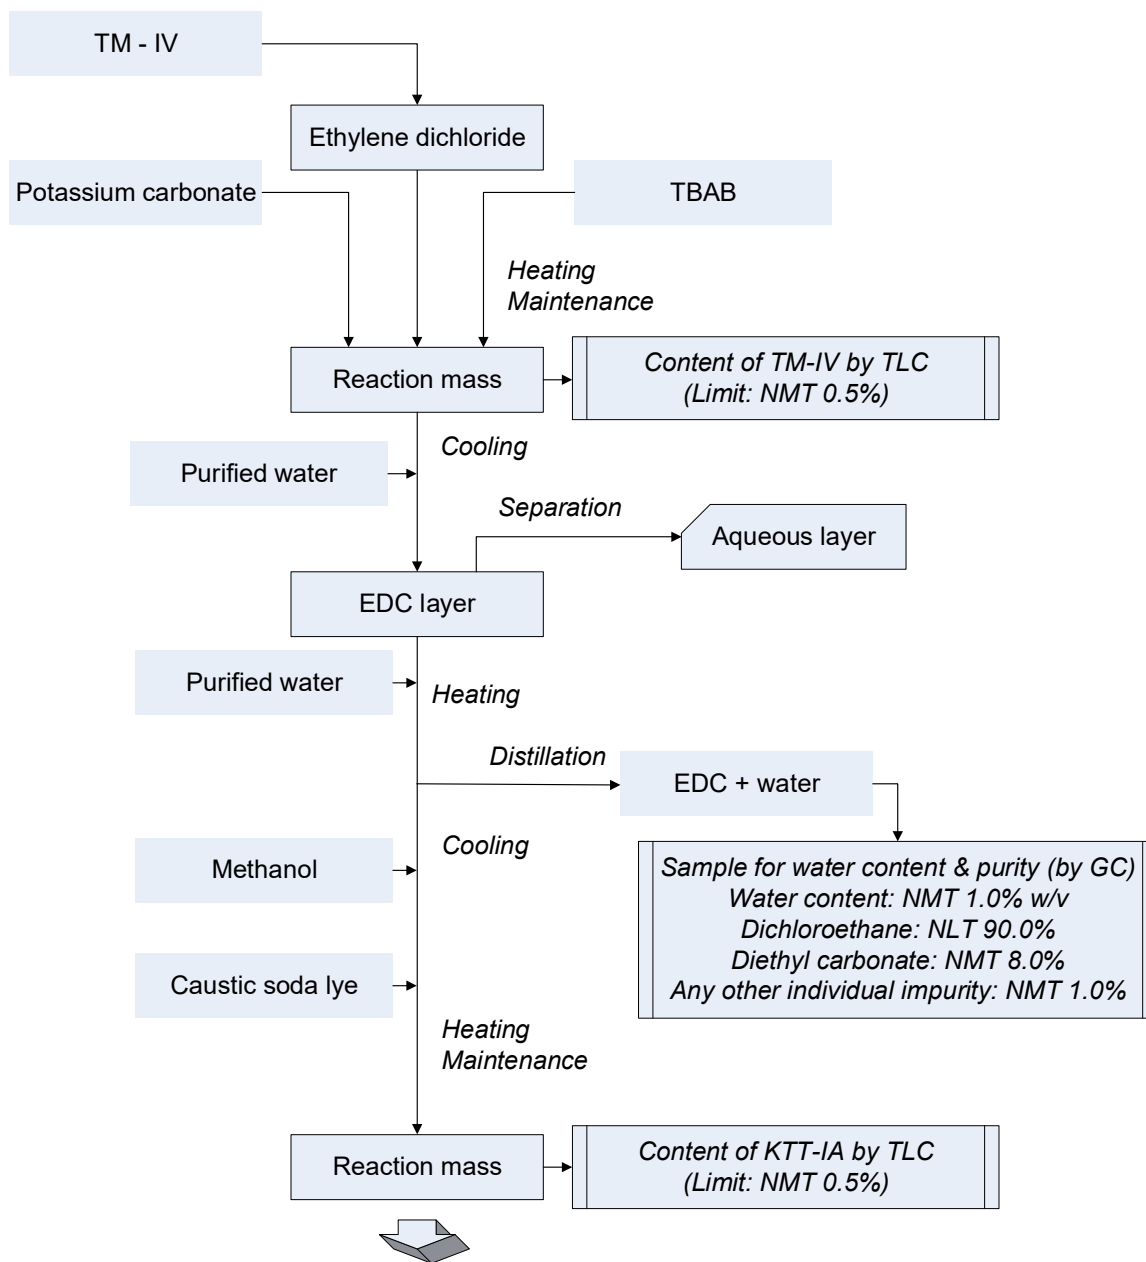 TM - IV
Ethylene dichloride
Potassium carbonate
TBAB
Heating
Maintenance
Reaction mass
Content of TM-IV by TLC
(Limit: NMT 0.5%)
Cooling
Purified water
Separation
Aqueous layer
EDC layer
Purified water
Heating
Distillation
EDC + water
Cooling
Methanol
Sample for water content & purity (by GC)
Water content: NMT 1.0% w/v
Dichloroethane: NLT 90.0%
Diethyl carbonate: NMT 8.0%
Any other individual impurity: NMT 1.0%
Caustic soda lye
Heating
Maintenance
Reaction mass
Content of KTT-IA by TLC
(Limit: NMT 0.5%)